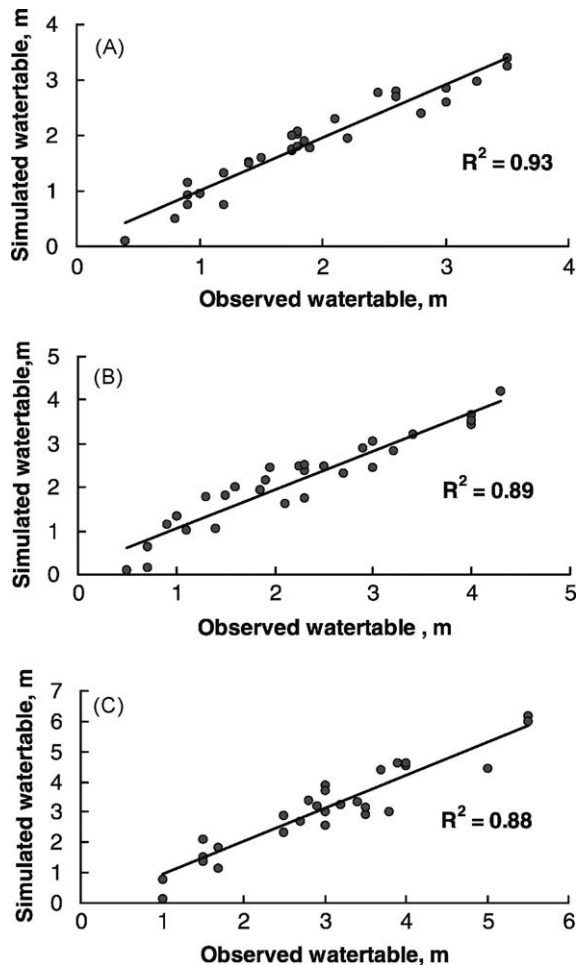 (A)
Simulated watertable, m
4
3
2
1
0
R² = 0.93
0 1 2 3 4
Observed watertable, m
(B)
Simulated watertable,m
5
4
3
2
1
0
R² = 0.89
0 1 2 3 4 5
Observed watertable , m
(C)
Simulated watertable, m
7
6
5
4
3
2
1
0
R² = 0.88
0 1 2 3 4 5 6
Observed watertable, m